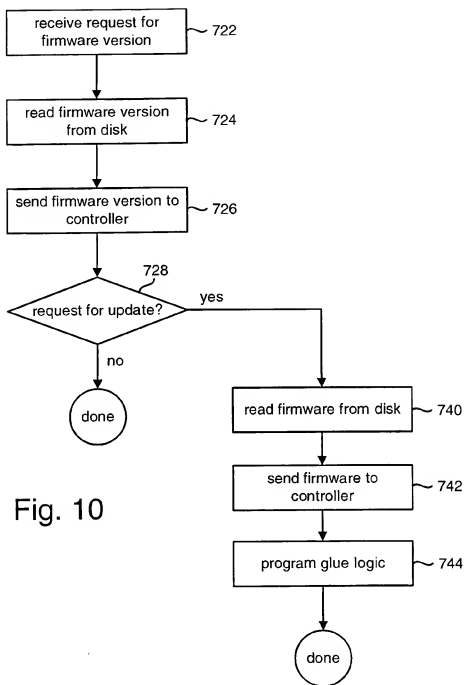 receive request for
firmware version
722
read firmware version
from disk
724
send firmware version to
controller
726
728
request for update?
yes
no
done
read firmware from disk
740
send firmware to
controller
742
program glue logic
744
done
Fig. 10